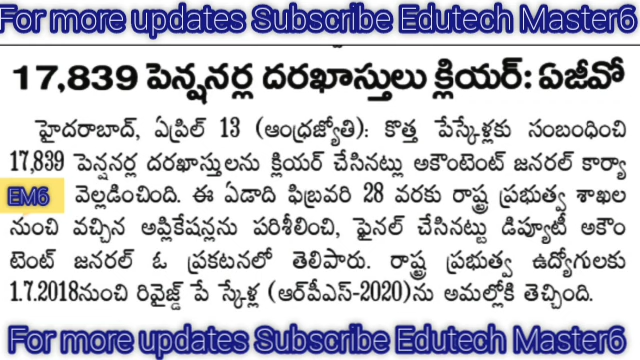 For more updates Subscribe Edutech Master6
17,839 పెన్షనర్ల దరఖాస్తులు క్లియర్: ఏజీవో
హైదరాబాద్, ఏప్రిల్ 13 (ఆంధ్రజ్యోతి): కొత్త పేస్కేళ్లకు సంబంధించి
17,839 పెన్షనర్ల దరఖాస్తులను క్లియర్ చేసినట్లు అకౌంటెంట్ జనరల్ కార్యా
EM6 వెల్లడించింది. ఈ ఏడాది ఫిబ్రవరి 28 వరకు రాష్ట్ర ప్రభుత్వ శాఖల
నుంచి వచ్చిన అప్లికేషన్లను పరిశీలించి, ఫైనల్ చేసినట్టు డిప్యూటీ అకౌం
టెంట్ జనరల్ ఓ ప్రకటనలో తెలిపారు. రాష్ట్ర ప్రభుత్వ ఉద్యోగులకు
1.7.2018నుంచి రివైజ్డ్ పే స్కేళ్ల (ఆర్‌పీఎస్-2020)ను అమల్లోకి తెచ్చింది.
For more updates Subscribe Edutech Master6